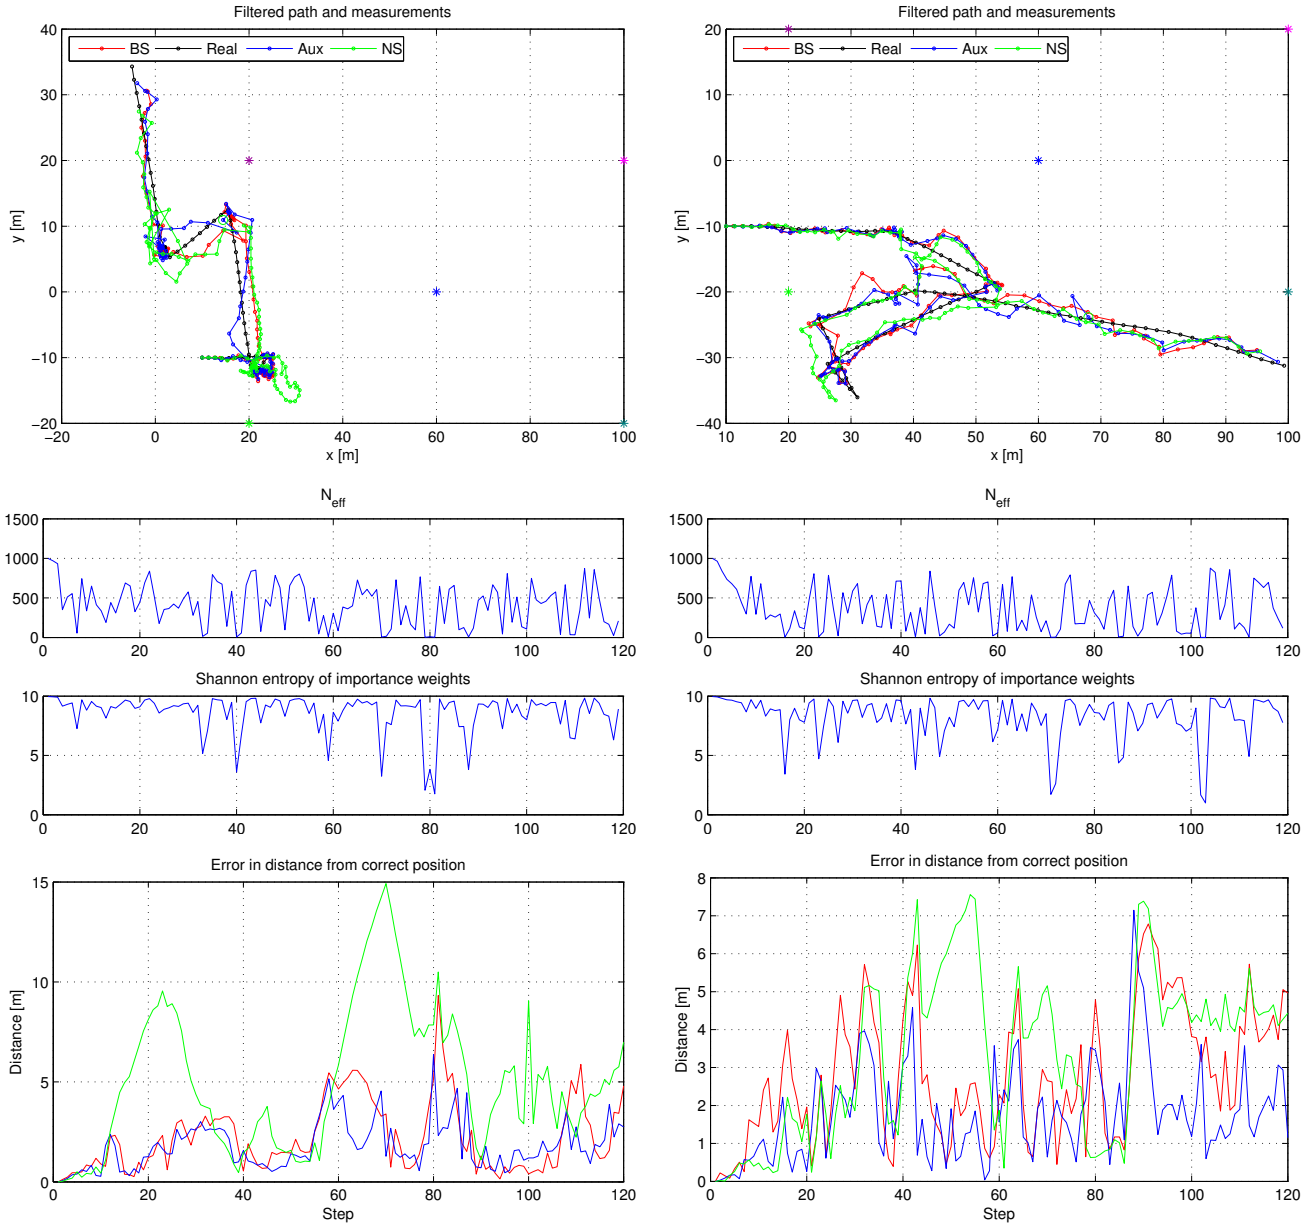 Filtered path and measurements
BS Real Aux NS
40
30
20
10
0
−10
−20
y [m]
−20 0 20 40 60 80 100
x [m]
Filtered path and measurements
BS Real Aux NS
20
10
0
−10
−20
−30
−40
y [m]
10 20 30 40 50 60 70 80 90 100
x [m]
Neff
1500
1000
500
0
0 20 40 60 80 100 120
Neff
1500
1000
500
0
0 20 40 60 80 100 120
Shannon entropy of importance weights
10
5
0
0 20 40 60 80 100 120
Shannon entropy of importance weights
10
5
0
0 20 40 60 80 100 120
Error in distance from correct position
15
10
5
0
Distance [m]
0 20 40 60 80 100 120
Step
Error in distance from correct position
8
7
6
5
4
3
2
1
0
Distance [m]
0 20 40 60 80 100 120
Step